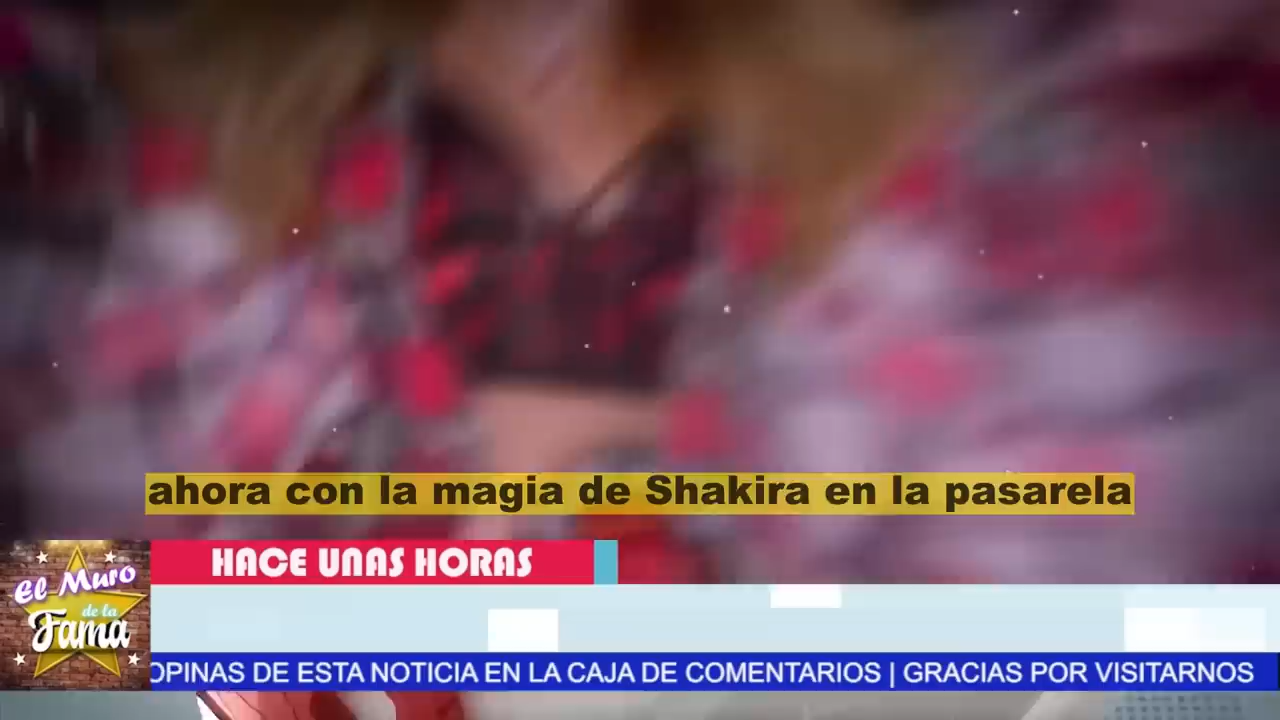 ahora con la magia de Shakira en la pasarela
HACE UNAS HORAS
El Muro
de la
Fama
OPINAS DE ESTA NOTICIA EN LA CAJA DE COMENTARIOS | GRACIAS POR VISITARNOS